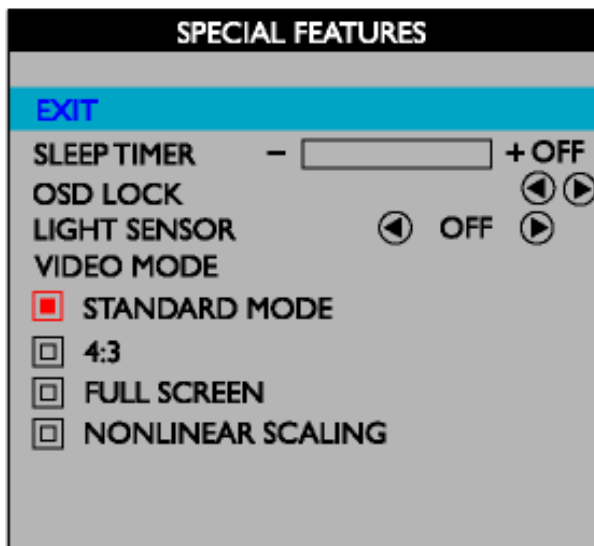 SPECIAL FEATURES
EXIT
SLEEP TIMER - + OFF
OSD LOCK
LIGHT SENSOR OFF
VIDEO MODE
STANDARD MODE
4:3
FULL SCREEN
NONLINEAR SCALING